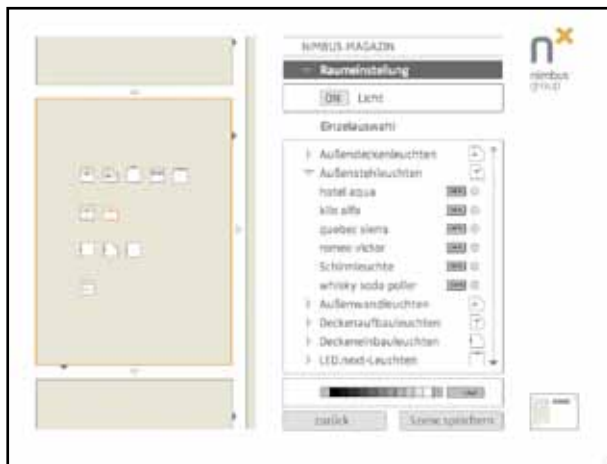 NIMBUS MAGAZIN
Raumeinstellung
ON Licht
Einzelauswahl
Außendeckenleuchten
Außenstehleuchten
hotel aqua
kilo alfa
quebec sierra
romeo victor
Schirmleuchte
whisky soda poller
Außenwandleuchten
Deckenaufbauleuchten
Deckeneinbauleuchten
LED.next-Leuchten
zurück
Szene speichern
nimbus
group